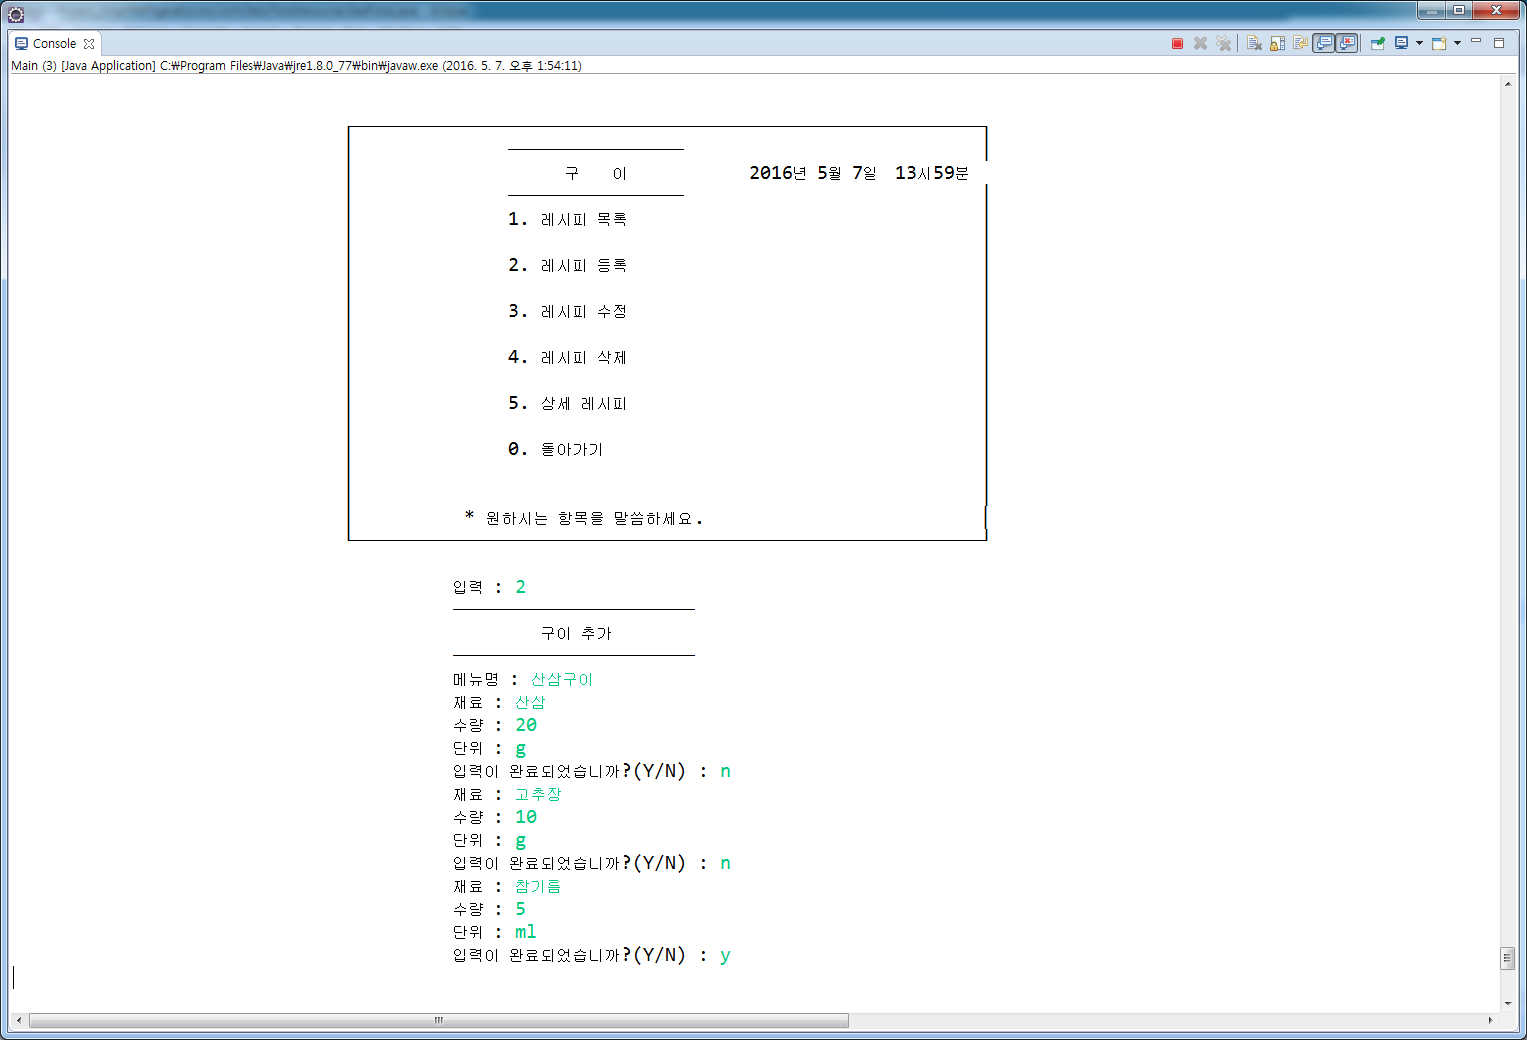 Console
Main (3) [Java Application] C:₩Program Files₩Java₩jre1.8.0_77₩bin₩javaw.exe (2016. 5. 7. 오후 1:54:11)
구 이 2016년 5월 7일 13시59분
1. 레시피 목록
2. 레시피 등록
3. 레시피 수정
4. 레시피 삭제
5. 상세 레시피
0. 돌아가기
* 원하시는 항목을 말씀하세요.
입력 : 2
구이 추가
메뉴명 : 산삼구이
재료 : 산삼
수량 : 20
단위 : g
입력이 완료되었습니까?(Y/N) : n
재료 : 고추장
수량 : 10
단위 : g
입력이 완료되었습니까?(Y/N) : n
재료 : 참기름
수량 : 5
단위 : ml
입력이 완료되었습니까?(Y/N) : y